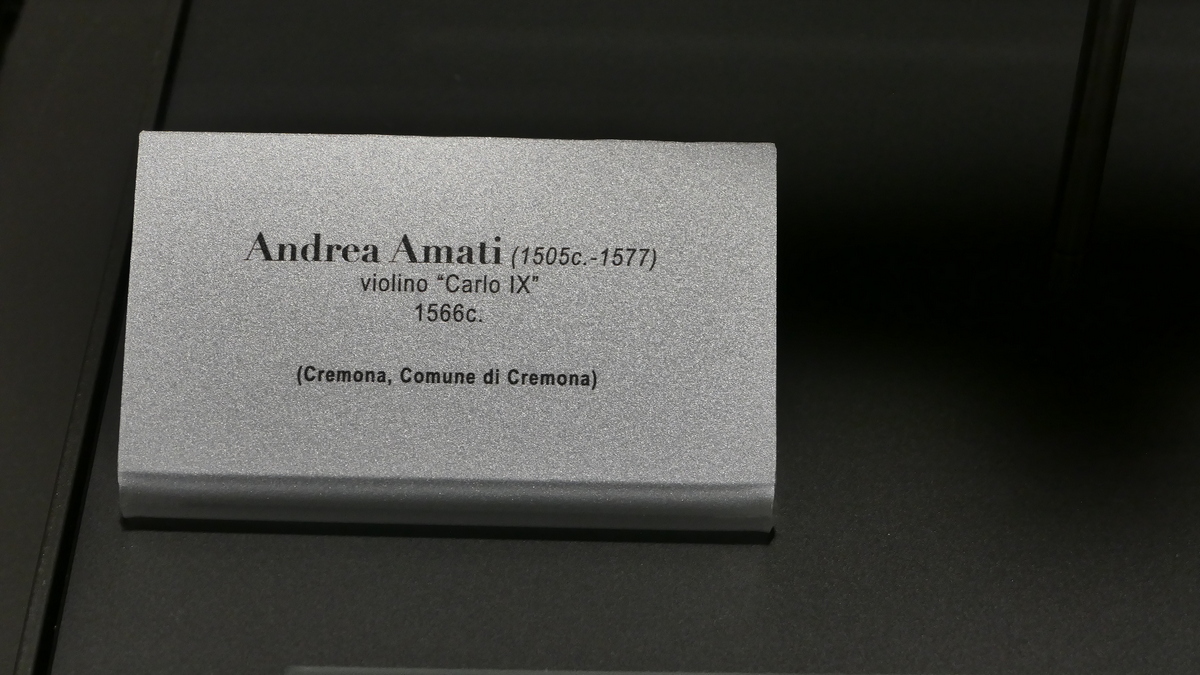 Andrea Amati (1505c.-1577)
violino “Carlo IX”
1566c.
(Cremona, Comune di Cremona)